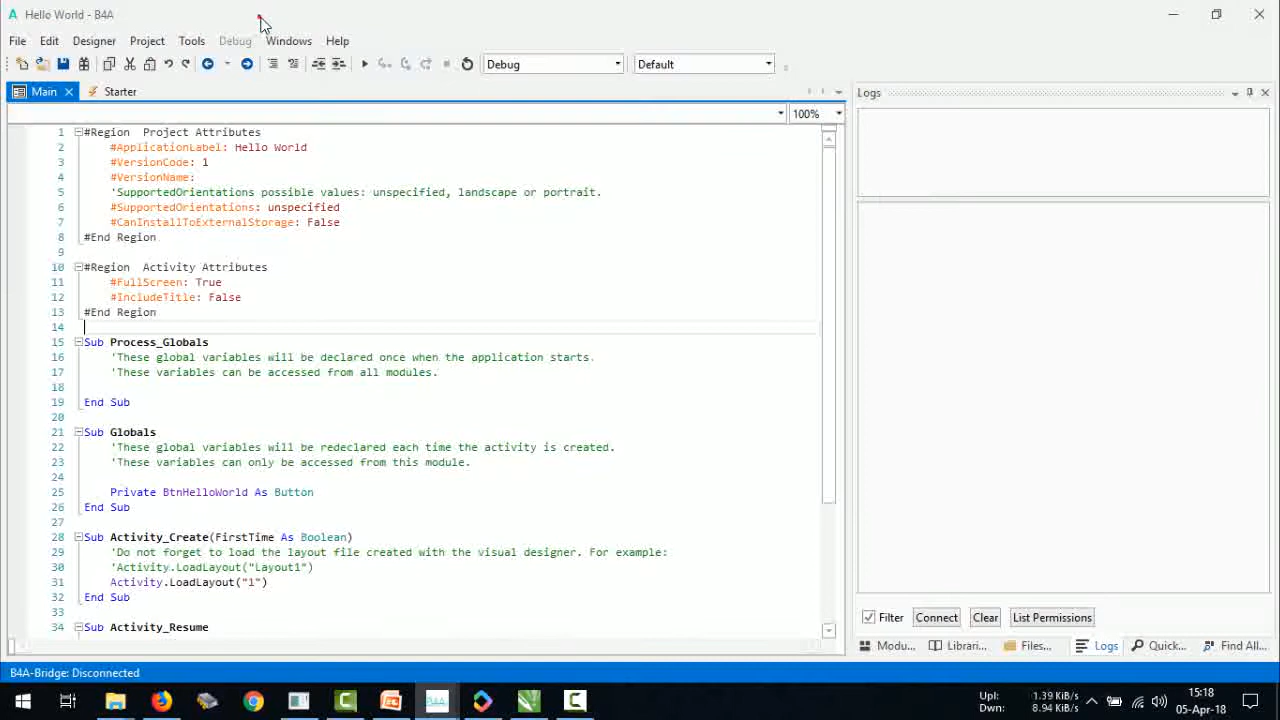 Hello World - B4A
File Edit Designer Project Tools Debug Windows Help
Debug Default
Main Starter
Logs
100%
1 #Region  Project Attributes
2 #ApplicationLabel: Hello World
3 #VersionCode: 1
4 #VersionName:
5 'SupportedOrientations possible values: unspecified, landscape or portrait.
6 #SupportedOrientations: unspecified
7 #CanInstallToExternalStorage: False
8 #End Region
9
10 #Region  Activity Attributes
11 #FullScreen: True
12 #IncludeTitle: False
13 #End Region
14
15 Sub Process_Globals
16 'These global variables will be declared once when the application starts.
17 'These variables can be accessed from all modules.
18
19 End Sub
20
21 Sub Globals
22 'These global variables will be redeclared each time the activity is created.
23 'These variables can only be accessed from this module.
24
25 Private BtnHelloWorld As Button
26 End Sub
27
28 Sub Activity_Create(FirstTime As Boolean)
29 'Do not forget to load the layout file created with the visual designer. For example:
30 'Activity.LoadLayout("Layout1")
31 Activity.LoadLayout("1")
32 End Sub
33
34 Sub Activity_Resume
Filter Connect Clear List Permissions
Modu... Librari... Files... Logs Quick... Find All...
B4A-Bridge: Disconnected
B4A
Upl: 1.39 KiB/s
Dwn: 8.94 KiB/s
15:18
05-Apr-18